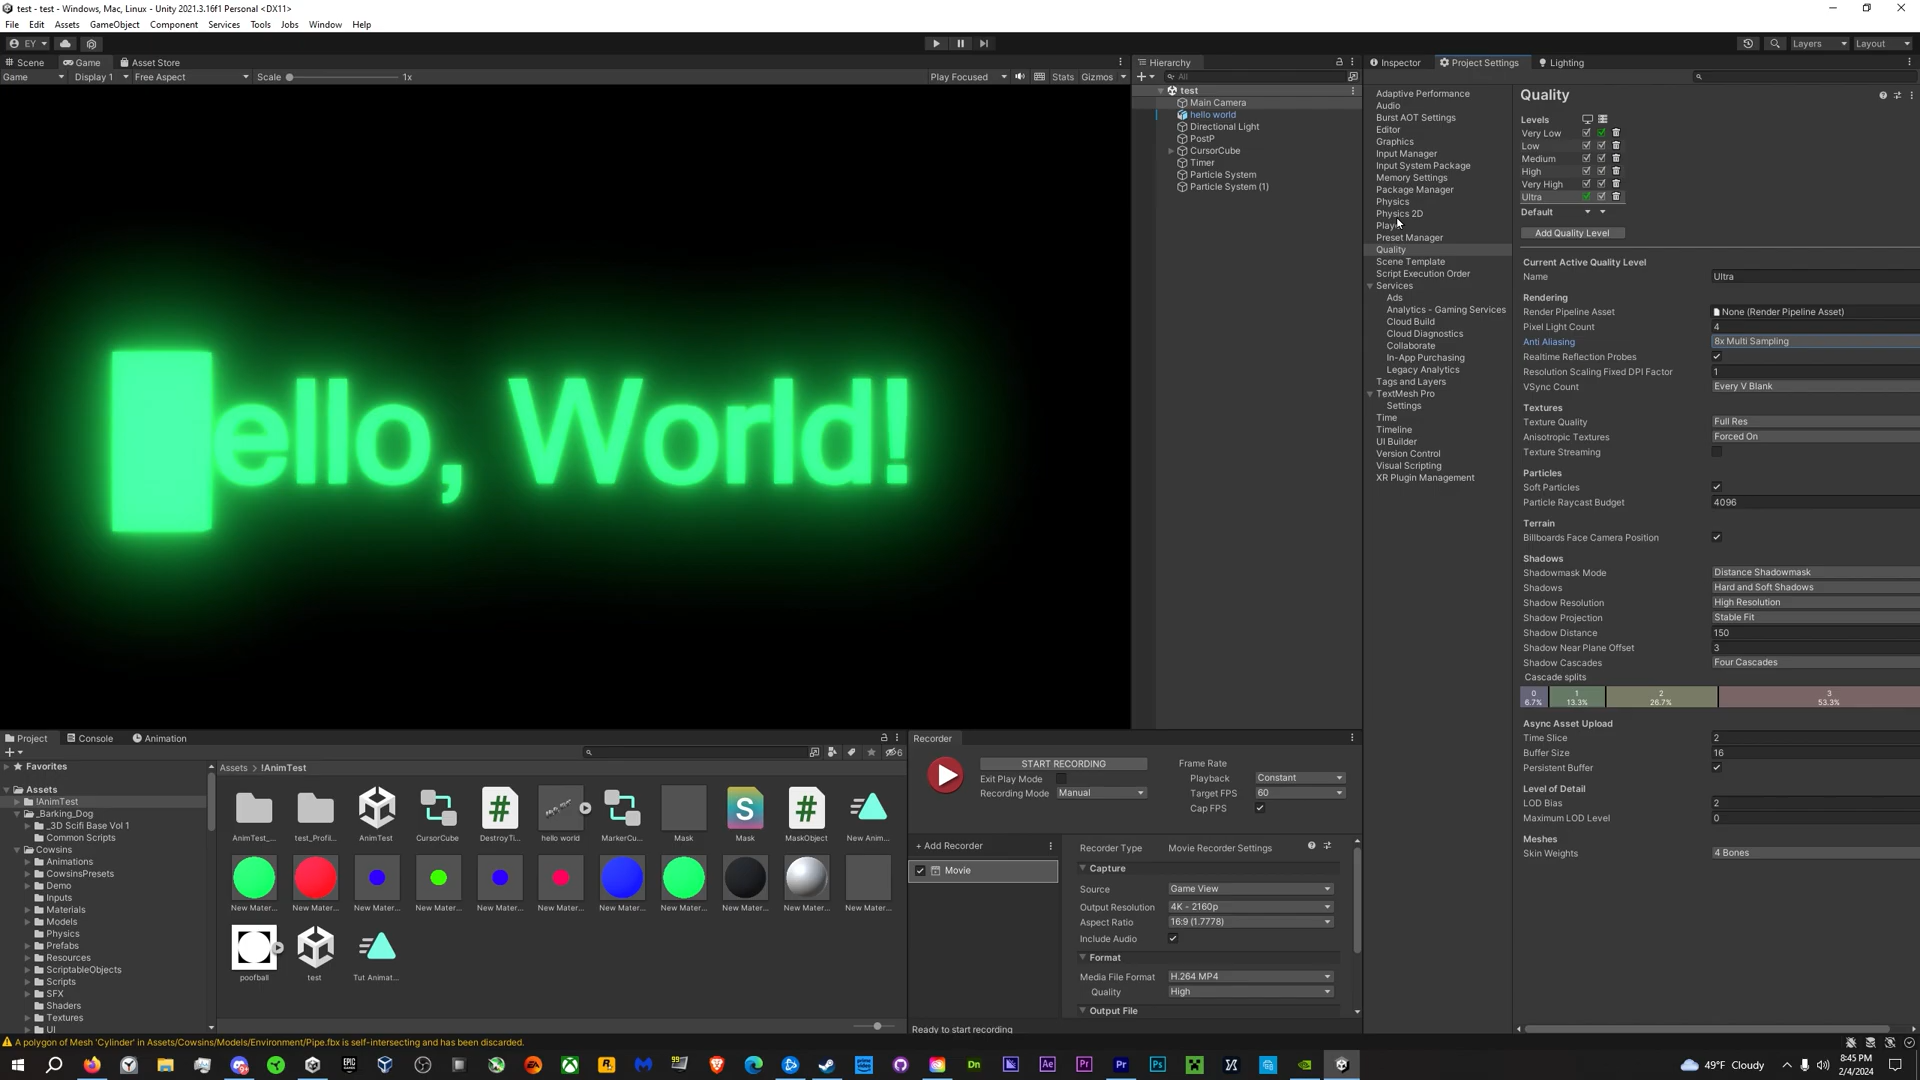 test - test - Windows, Mac, Linux - Unity 2021.3.16f1 Personal <DX11>
File Edit Assets GameObject Component Services Tools Jobs Window Help
EY Layers Layout
Scene Game Asset Store
Game Display 1 Free Aspect Scale 1x Play Focused Stats Gizmos
ello, World!
Hierarchy
All
test
Main Camera
hello world
Directional Light
PostP
CursorCube
Timer
Particle System
Particle System (1)
Inspector Project Settings Lighting
Adaptive Performance
Audio
Burst AOT Settings
Editor
Graphics
Input Manager
Input System Package
Memory Settings
Package Manager
Physics
Physics 2D
Player
Preset Manager
Quality
Scene Template
Script Execution Order
Services
Ads
Analytics - Gaming Services
Cloud Build
Cloud Diagnostics
Collaborate
In-App Purchasing
Legacy Analytics
Tags and Layers
TextMesh Pro
Settings
Time
Timeline
UI Builder
Version Control
Visual Scripting
XR Plugin Management
Quality
Levels
Very Low
Low
Medium
High
Very High
Ultra
Default
Add Quality Level
Current Active Quality Level
Name Ultra
Rendering
Render Pipeline Asset None (Render Pipeline Asset)
Pixel Light Count 4
Anti Aliasing 8x Multi Sampling
Realtime Reflection Probes
Resolution Scaling Fixed DPI Factor 1
VSync Count Every V Blank
Textures
Texture Quality Full Res
Anisotropic Textures Forced On
Texture Streaming
Particles
Soft Particles
Particle Raycast Budget 4096
Terrain
Billboards Face Camera Position
Shadows
Shadowmask Mode Distance Shadowmask
Shadows Hard and Soft Shadows
Shadow Resolution High Resolution
Shadow Projection Stable Fit
Shadow Distance 150
Shadow Near Plane Offset 3
Shadow Cascades Four Cascades
Cascade splits
0 1 2 3
6.7% 13.3% 26.7% 53.3%
Async Asset Upload
Time Slice 2
Buffer Size 16
Persistent Buffer
Level of Detail
LOD Bias 2
Maximum LOD Level 0
Meshes
Skin Weights 4 Bones
Project Console Animation
6
Favorites
Assets
!AnimTest
_Barking_Dog
_3D Scifi Base Vol 1
Common Scripts
Cowsins
Animations
CowsinsPresets
Demo
Inputs
Materials
Models
Physics
Prefabs
Resources
ScriptableObjects
Scripts
SFX
Shaders
Textures
UI
Assets > !AnimTest
AnimTest_... test_Profil... AnimTest CursorCube DestroyTi... hello world MarkerCu... Mask Mask MaskObject New Anim...
New Mater... New Mater... New Mater... New Mater... New Mater... New Mater... New Mater... New Mater... New Mater... New Mater... New Mater...
poofball test Tut Animat...
Recorder
START RECORDING
Exit Play Mode
Recording Mode Manual
Frame Rate
Playback Constant
Target FPS 60
Cap FPS
+ Add Recorder
Movie
Recorder Type Movie Recorder Settings
Capture
Source Game View
Output Resolution 4K - 2160p
Aspect Ratio 16:9 (1.7778)
Include Audio
Format
Media File Format H.264 MP4
Quality High
Output File
Ready to start recording
A polygon of Mesh 'Cylinder' in Assets/Cowsins/Models/Environment/Pipe.fbx is self-intersecting and has been discarded.
49°F Cloudy
8:45 PM
2/4/2024